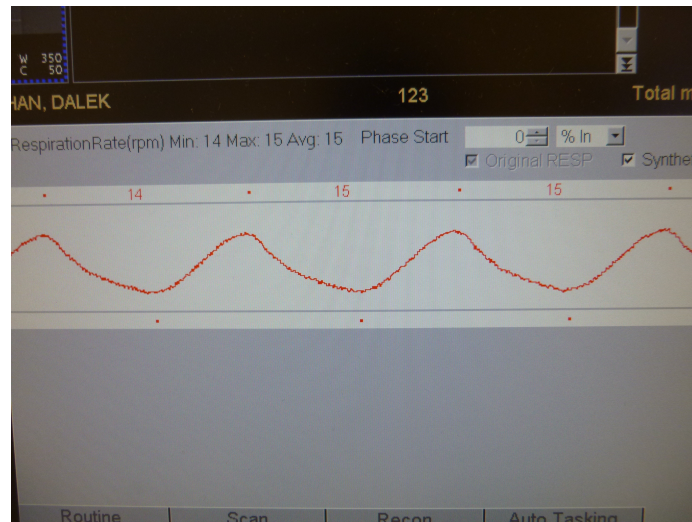 W 350
C 50
HAN, DALEK 123 Total m
RespirationRate(rpm) Min: 14 Max: 15 Avg: 15 Phase Start 0 % In
Original RESP Synthe
14 15 15
Routine Scan Recon Auto Tasking